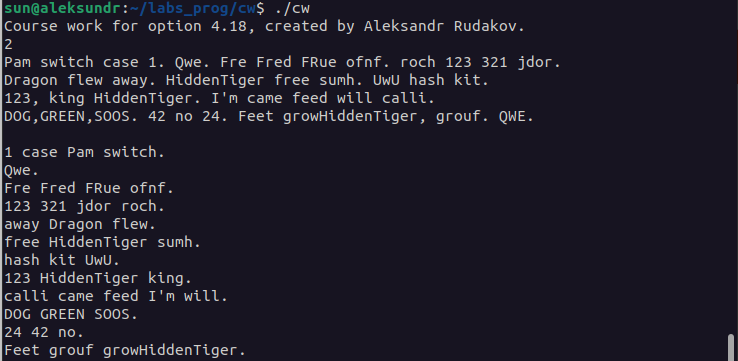 sun@aleksundr:~/labs_prog/cw$ ./cw
Course work for option 4.18, created by Aleksandr Rudakov.
2
Pam switch case 1. Qwe. Fre Fred FRue ofnf. roch 123 321 jdor.
Dragon flew away. HiddenTiger free sumh. UwU hash kit.
123, king HiddenTiger. I'm came feed will calli.
DOG,GREEN,SOOS. 42 no 24. Feet growHiddenTiger, grouf. QWE.

1 case Pam switch.
Qwe.
Fre Fred FRue ofnf.
123 321 jdor roch.
away Dragon flew.
free HiddenTiger sumh.
hash kit UwU.
123 HiddenTiger king.
calli came feed I'm will.
DOG GREEN SOOS.
24 42 no.
Feet grouf growHiddenTiger.